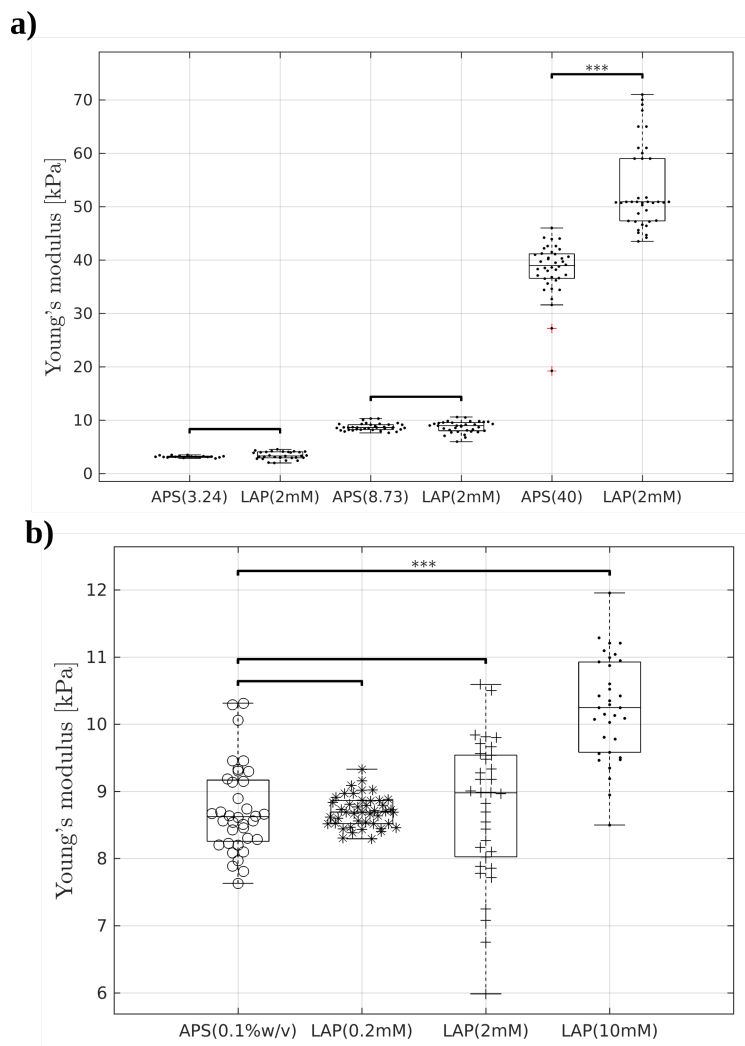 a)
***
70
60
50
40
30
20
10
0
Young's modulus [kPa]
APS(3.24) LAP(2mM) APS(8.73) LAP(2mM) APS(40) LAP(2mM)
b)
***
12
11
10
9
8
7
6
Young's modulus [kPa]
APS(0.1%w/v) LAP(0.2mM) LAP(2mM) LAP(10mM)